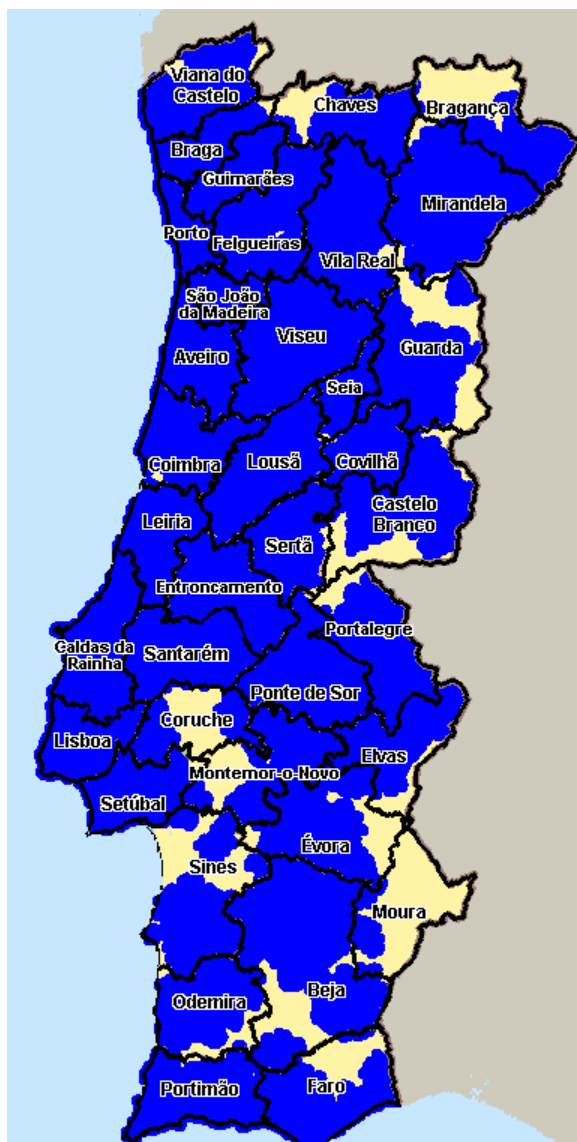 Viana do
Castelo
Chaves
Bragança
Braga
Guimarães
Mirandela
Porto
Felgueiras
Vila Real
São João
da Madeira
Viseu
Aveiro
Guarda
Seia
Coimbra
Lousã
Covilhã
Castelo
Branco
Leiria
Sertã
Entroncamento
Portalegre
Caldas da
Rainha
Santarém
Ponte de Sor
Coruche
Lisboa
Elvas
Montemor-o-Novo
Setúbal
Évora
Sines
Moura
Beja
Odemira
Portimão
Faro